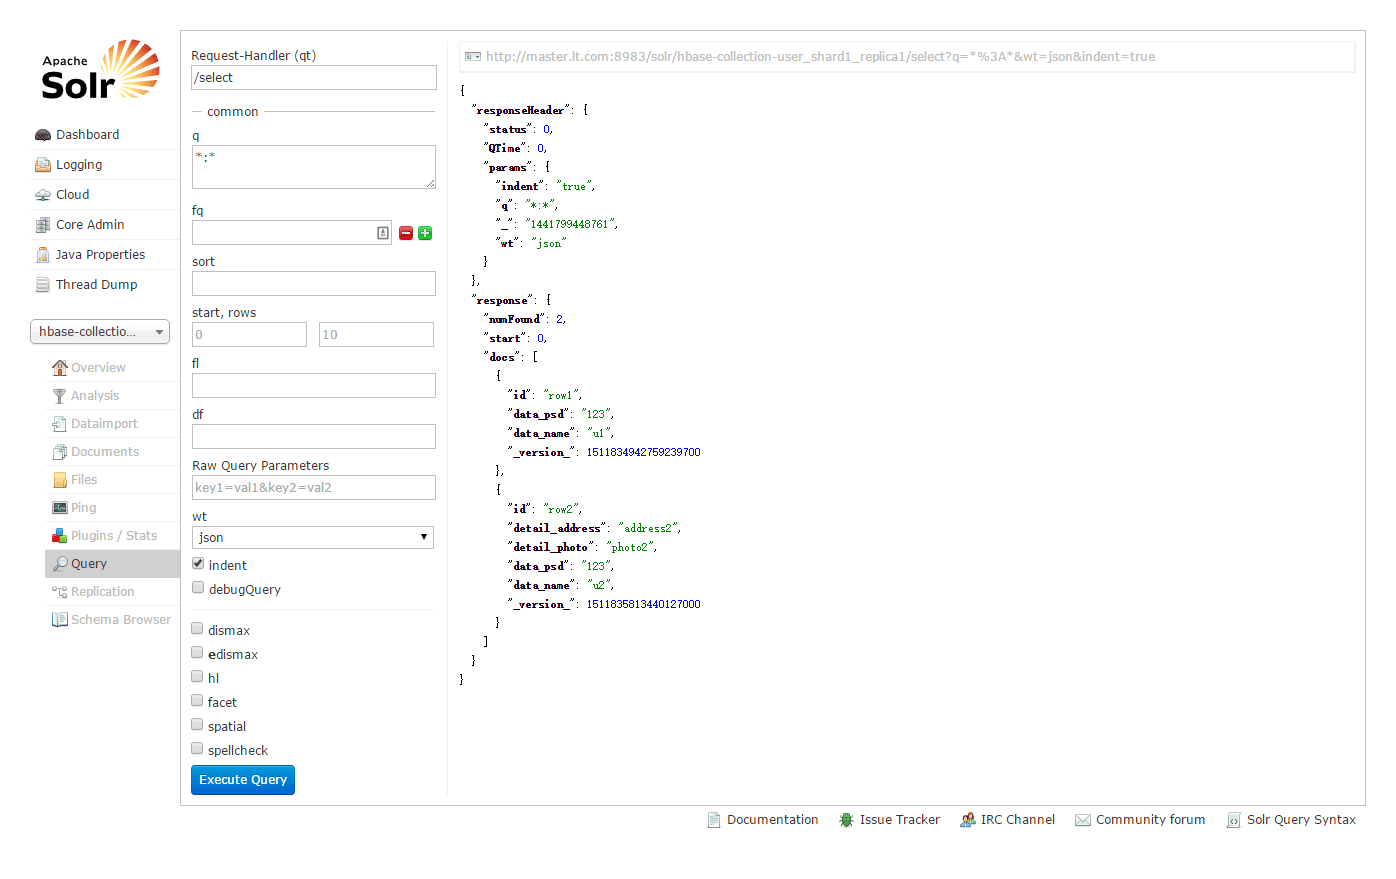 Apache
Solr
Dashboard
Logging
Cloud
Core Admin
Java Properties
Thread Dump
hbase-collectio...
Overview
Analysis
Dataimport
Documents
Files
Ping
Plugins / Stats
Query
Replication
Schema Browser
Request-Handler (qt)
/select
common
q
*:*
fq
sort
start, rows
0 10
fl
df
Raw Query Parameters
key1=val1&key2=val2
wt
json
indent
debugQuery
dismax
edismax
hl
facet
spatial
spellcheck
Execute Query
http://master.lt.com:8983/solr/hbase-collection-user_shard1_replica1/select?q=*%3A*&wt=json&indent=true
{
"responseHeader": {
"status": 0,
"QTime": 0,
"params": {
"indent": "true",
"q": "*:*",
"_": "1441799448761",
"wt": "json"
}
},
"response": {
"numFound": 2,
"start": 0,
"docs": [
{
"id": "row1",
"data_psd": "123",
"data_name": "u1",
"_version_": 1511834942759239700
},
{
"id": "row2",
"detail_address": "address2",
"detail_photo": "photo2",
"data_psd": "123",
"data_name": "u2",
"_version_": 1511835813440127000
}
]
}
}
Documentation
Issue Tracker
IRC Channel
Community forum
Solr Query Syntax